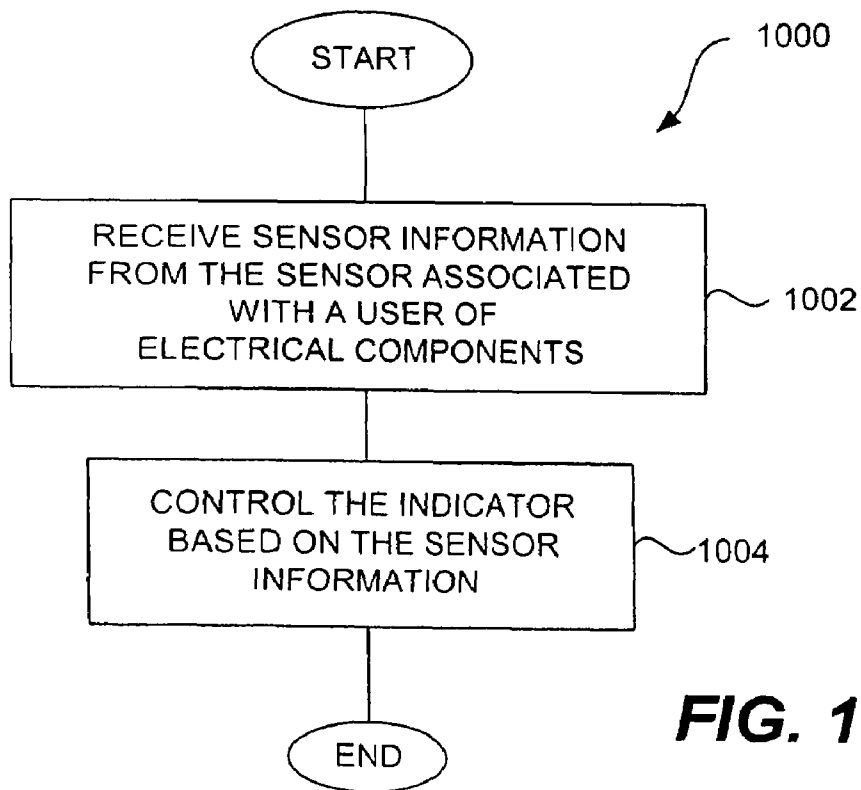 START
1000
RECEIVE SENSOR INFORMATION
FROM THE SENSOR ASSOCIATED
WITH A USER OF
ELECTRICAL COMPONENTS
1002
CONTROL THE INDICATOR
BASED ON THE SENSOR
INFORMATION
1004
END
FIG. 1